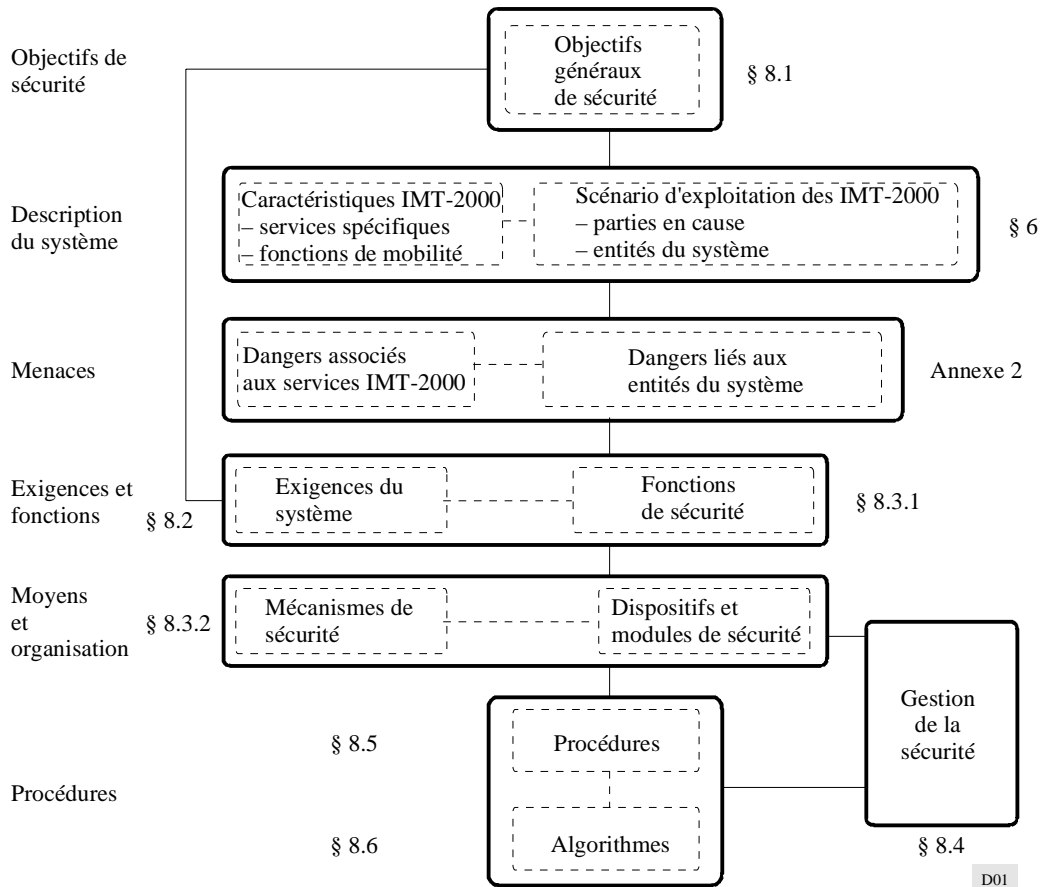 Objectifs de
sécurité
Objectifs
généraux
de sécurité
§ 8.1
Description
du système
Caractéristiques IMT-2000
– services spécifiques
– fonctions de mobilité
Scénario d'exploitation des IMT-2000
– parties en cause
– entités du système
§ 6
Menaces
Dangers associés
aux services IMT-2000
Dangers liés aux
entités du système
Annexe 2
Exigences et
fonctions
§ 8.2
Exigences du
système
Fonctions
de sécurité
§ 8.3.1
Moyens
et
organisation
§ 8.3.2
Mécanismes de
sécurité
Dispositifs et
modules de sécurité
Gestion
de la
sécurité
§ 8.4
Procédures
§ 8.5
Procédures
§ 8.6
Algorithmes
D01